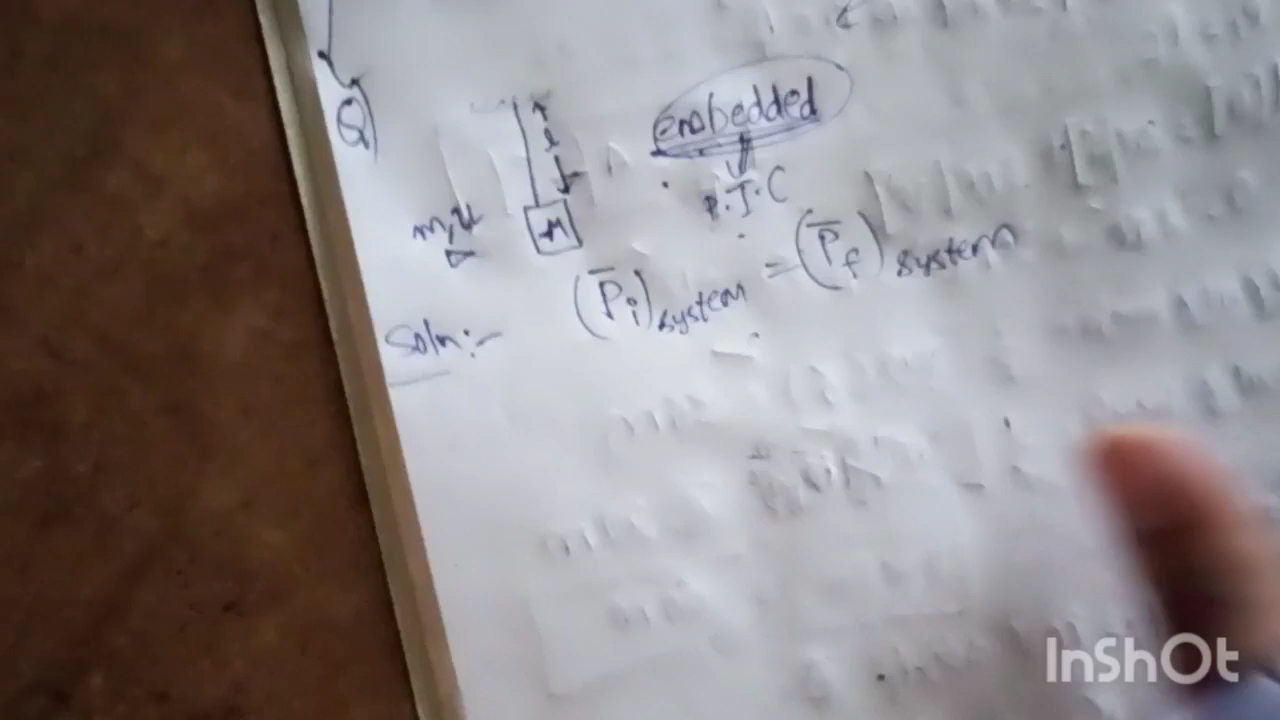 Q)
l
embedded
m, u
M
P.I.C
(P̅i)system = (P̅f)system
Soln:-
InShOt